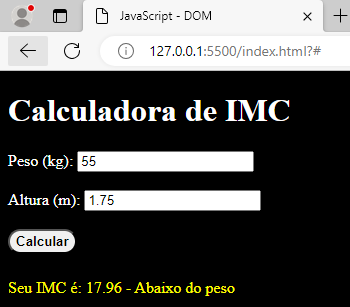 JavaScript - DOM
127.0.0.1:5500/index.html?#
Calculadora de IMC
Peso (kg): 55
Altura (m): 1.75
Calcular
Seu IMC é: 17.96 - Abaixo do peso